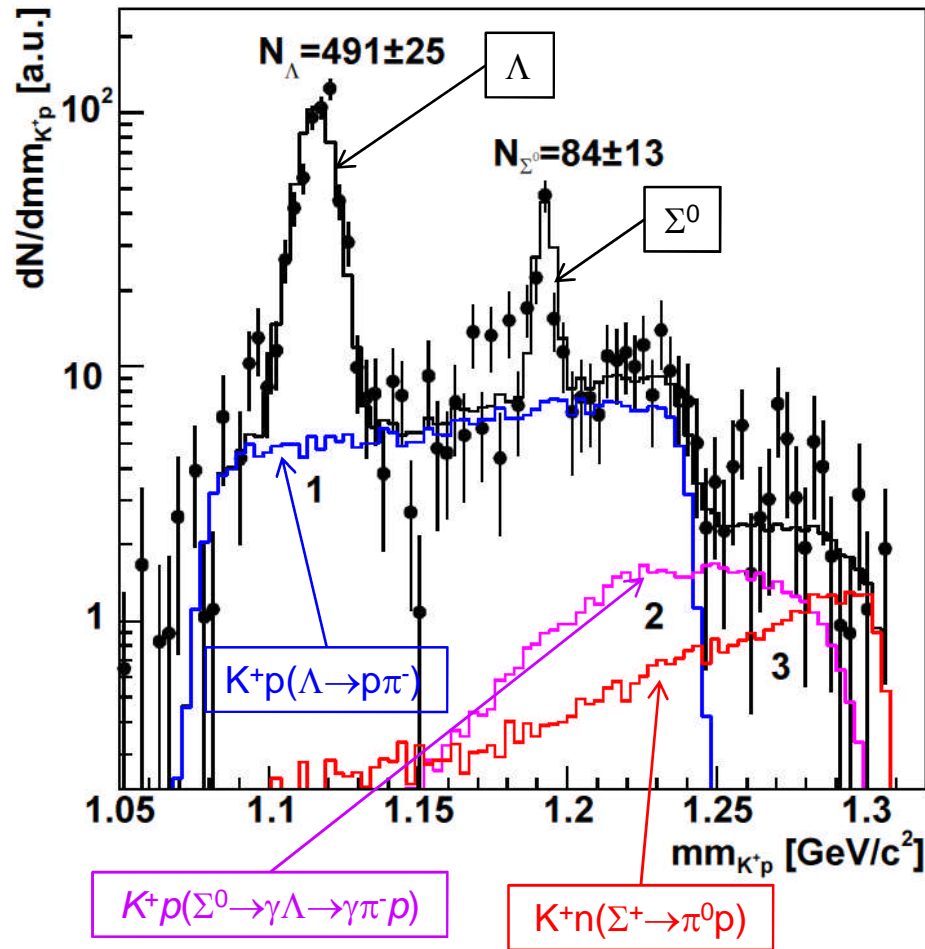 dN/dmm_K⁺p [a.u.]
N_Λ=491±25
Λ
N_Σ⁰=84±13
Σ⁰
10²
10
1
1
2
3
K⁺p(Λ→pπ⁻)
1.05 1.1 1.15 1.2 1.25 1.3
mm_K⁺p [GeV/c²]
K⁺p(Σ⁰→γΛ→γπ⁻p)
K⁺n(Σ⁺→π⁰p)